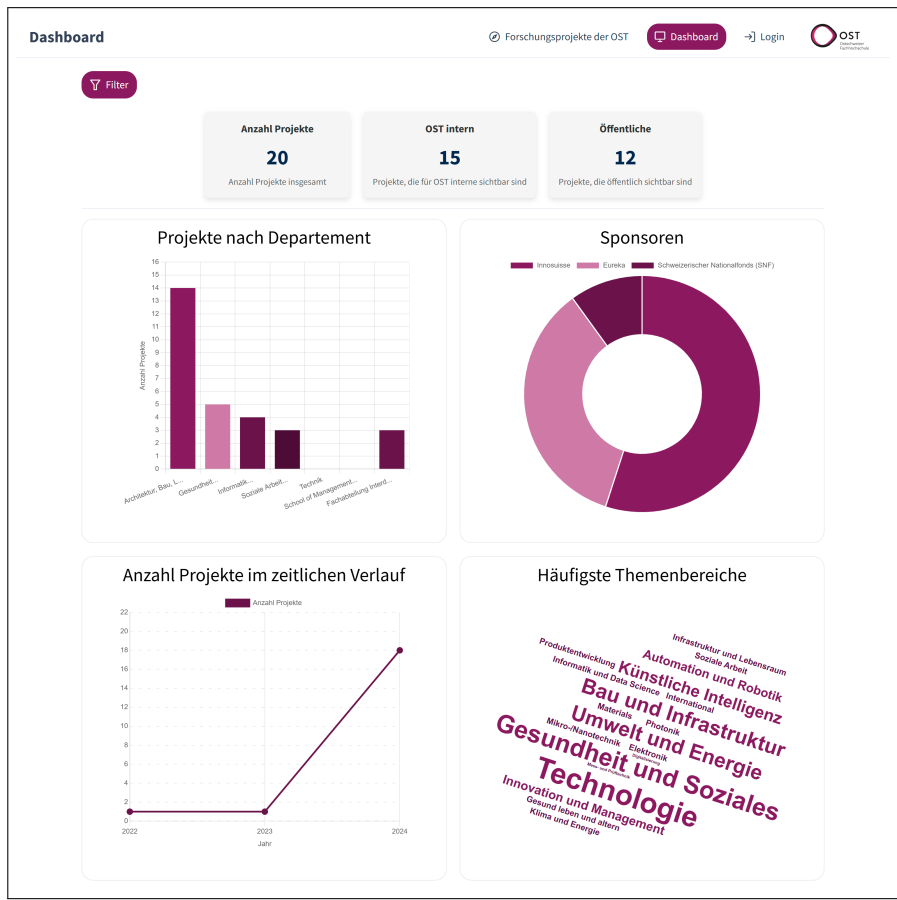 Dashboard
Forschungsprojekte der OST
Dashboard
Login
OST
Ostschweizer
Fachhochschule
Filter
Anzahl Projekte
20
Anzahl Projekte insgesamt
OST intern
15
Projekte, die für OST interne sichtbar sind
Öffentliche
12
Projekte, die öffentlich sichtbar sind
Projekte nach Departement
Anzahl Projekte
16
15
14
13
12
11
10
9
8
7
6
5
4
3
2
1
0
Architektur, Bau, L...
Gesundheit...
Informatik...
Soziale Arbeit...
Technik
School of Management...
Fachabteilung Interd...
Sponsoren
Innosuisse
Eureka
Schweizerischer Nationalfonds (SNF)
Anzahl Projekte im zeitlichen Verlauf
Anzahl Projekte
22
20
18
16
14
12
10
8
6
4
2
0
2022
2023
2024
Jahr
Häufigste Themenbereiche
Infrastruktur und Lebensraum
Soziale Arbeit
Produktentwicklung
Automation und Robotik
Informatik und Data Science
Künstliche Intelligenz
International
Bau und Infrastruktur
Materials
Photonik
Umwelt und Energie
Mikro-/Nanotechnik
Elektronik
Digitalisierung
Gesundheit und Soziales
Mess- und Prüftechnik
Technologie
Innovation und Management
Gesund leben und altern
Klima und Energie